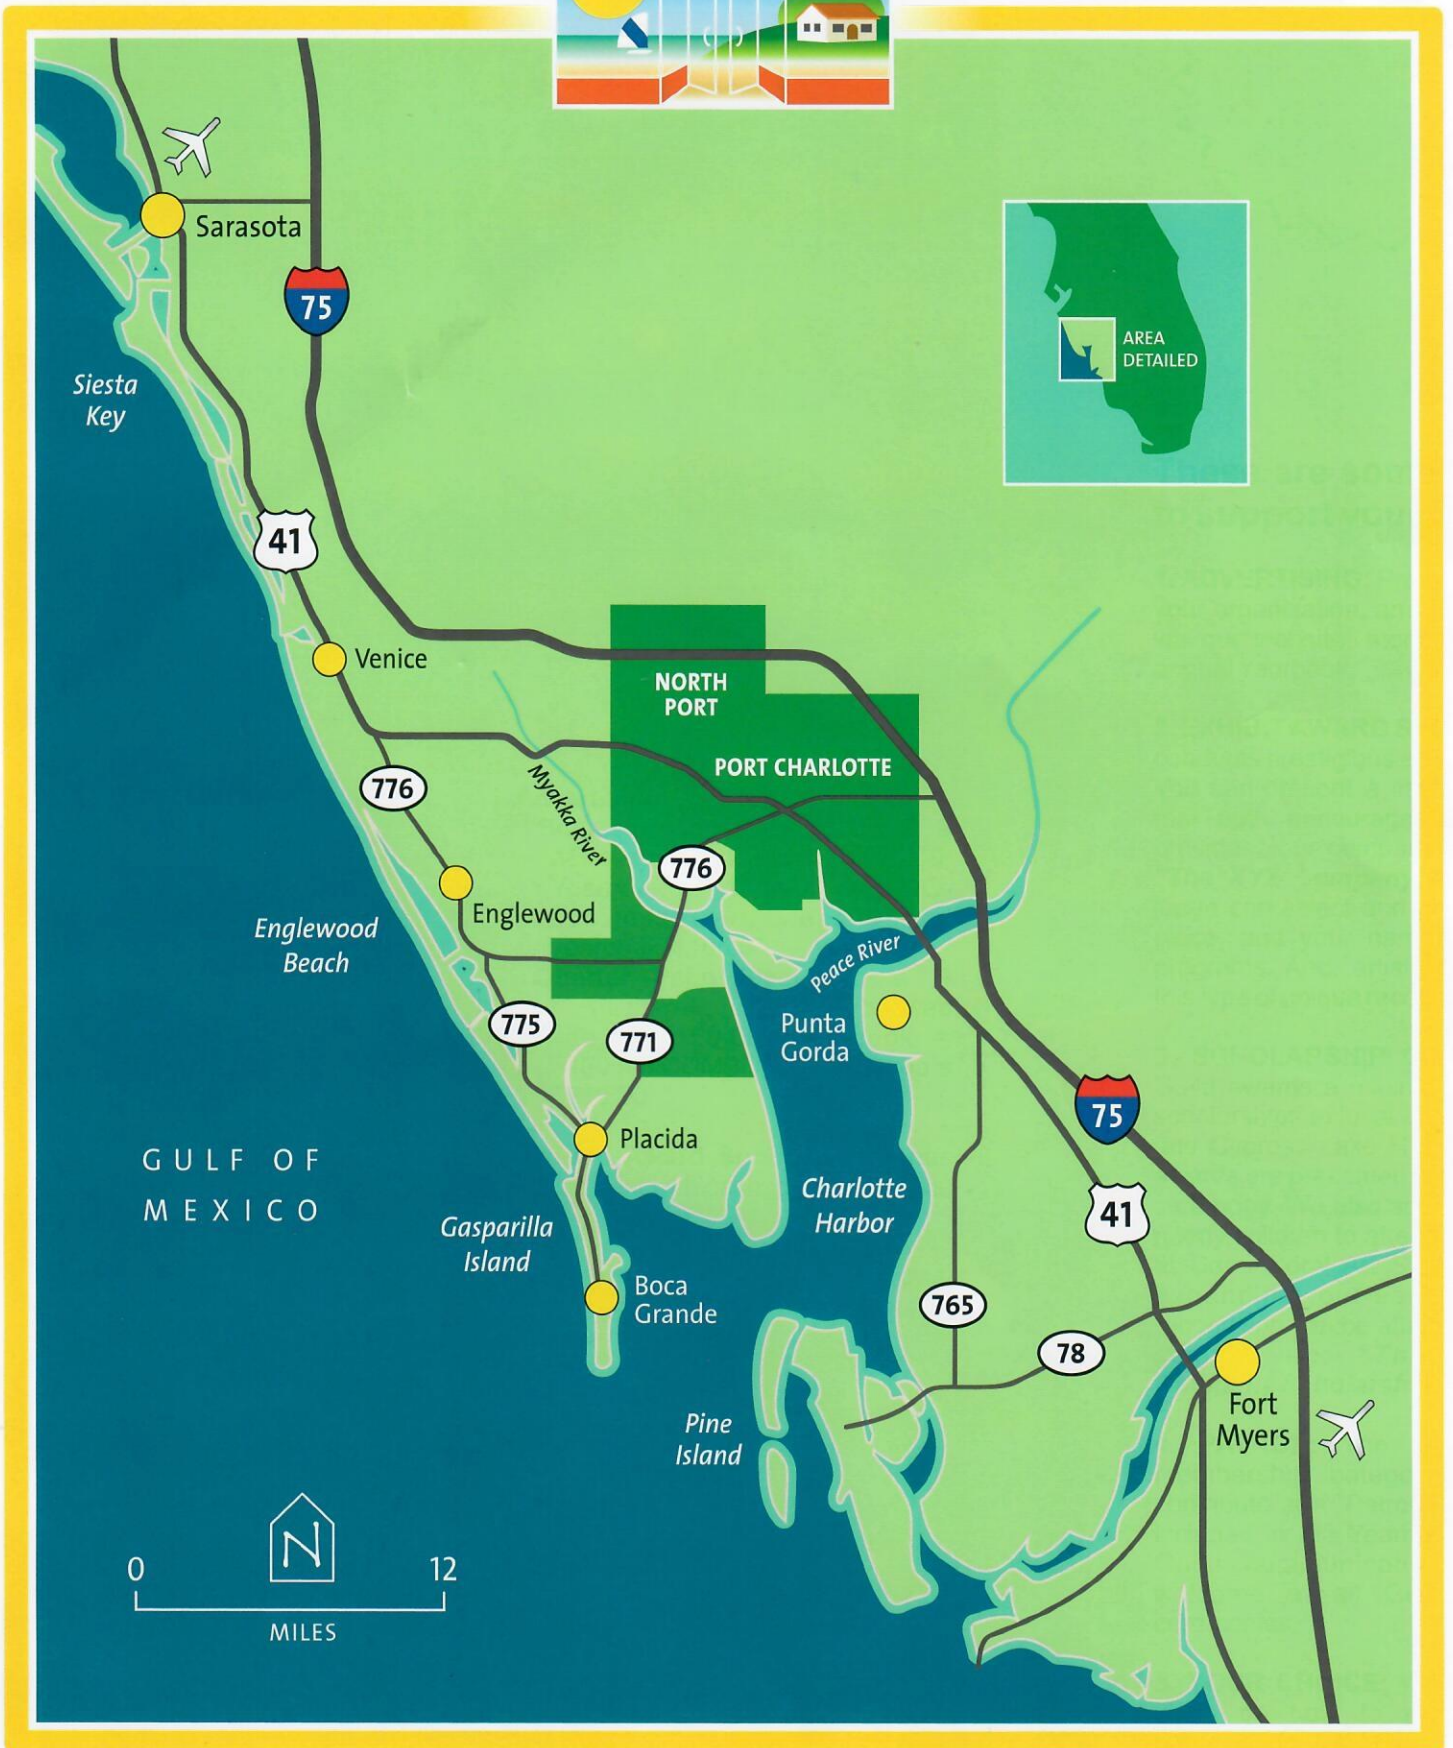 Sarasota
75
Siesta
Key
AREA
DETAILED
41
Venice
NORTH
PORT
PORT CHARLOTTE
776
Myakka River
776
Englewood
Englewood
Beach
Peace River
Punta
Gorda
775
771
75
Placida
GULF OF
MEXICO
Charlotte
Harbor
41
Gasparilla
Island
Boca
Grande
765
78
Fort
Myers
Pine
Island
N
0 12
MILES